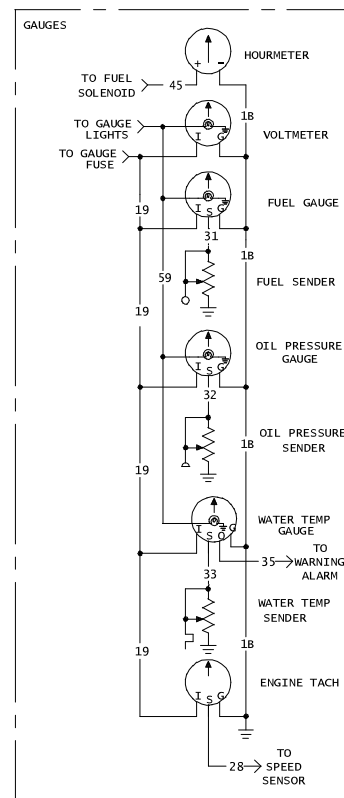 GAUGES
HOURMETER
+ -
TO FUEL
SOLENOID
45
1B
TO GAUGE
LIGHTS
VOLTMETER
I G
TO GAUGE
FUSE
FUEL GAUGE
I S G
19
31
1B
59
FUEL SENDER
19
OIL PRESSURE
GAUGE
I S G
32
OIL PRESSURE
SENDER
1B
19
WATER TEMP
GAUGE
I S O G
TO
WARNING
ALARM
35
33
WATER TEMP
SENDER
19
1B
ENGINE TACH
I S G
TO
SPEED
SENSOR
28